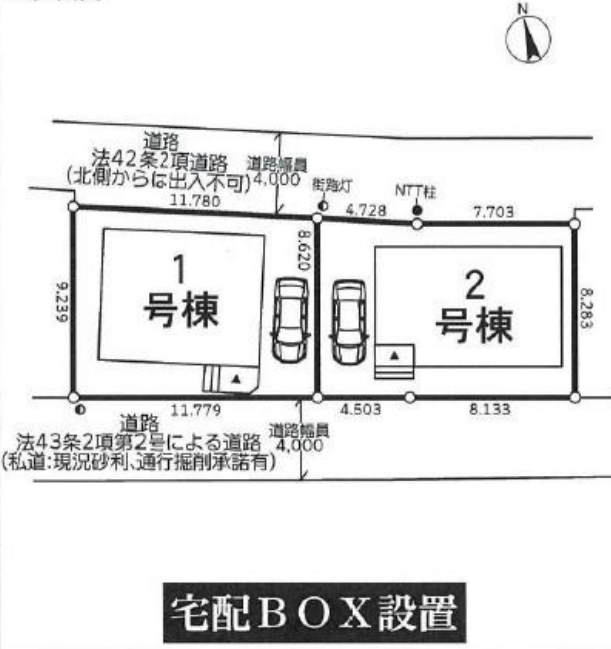 N
道路
法42条2項道路
(北側からは出入不可)
道路幅員
4,000
街路灯
NTT柱
11.780
4.728
7.703
9.239
1
号棟
8.620
2
号棟
8.283
11.779
4.503
8.133
道路
法43条2項第2号による道路
(私道:現況砂利、通行掘削承諾有)
道路幅員
4,000
宅配BOX設置